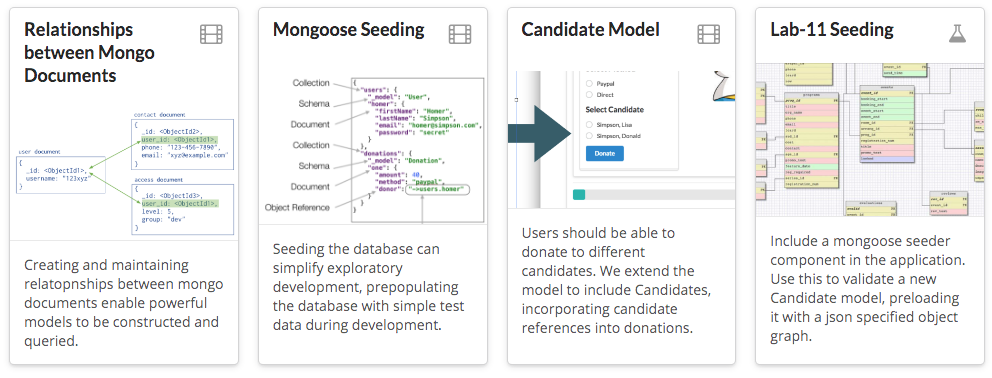 Relationships
between Mongo
Documents
contact document
{
_id: <ObjectId2>,
user_id: <ObjectId1>,
phone: "123-456-7890",
email: "xyz@example.com"
}
user document
{
_id: <ObjectId1>,
username: "123xyz"
}
access document
{
_id: <ObjectId3>,
user_id: <ObjectId1>,
level: 5,
group: "dev"
}
Creating and maintaining
relatopnships between mongo
documents enable powerful
models to be constructed and
queried.
Mongoose Seeding
Collection
Schema
Document
Collection
Schema
Document
Object Reference
{
"users": {
"_model": "User",
"homer": {
"firstName": "Homer",
"lastName": "Simpson",
"email": "homer@simpson.com",
"password": "secret"
}
},
"donations": {
"_model": "Donation",
"one": {
"amount": 40,
"method": "paypal",
"donor": "->users.homer"
}
}
}
Seeding the database can
simplify exploratory
development, prepopulating
the database with simple test
data during development.
Candidate Model
Paypal
Direct
Select Candidate
Simpson, Lisa
Simpson, Donald
Donate
Users should be able to
donate to different
candidates. We extend the
model to include Candidates,
incorporating candidate
references into donations.
Lab-11 Seeding
Include a mongoose seeder
component in the application.
Use this to validate a new
Candidate model, preloading
it with a json specified object
graph.